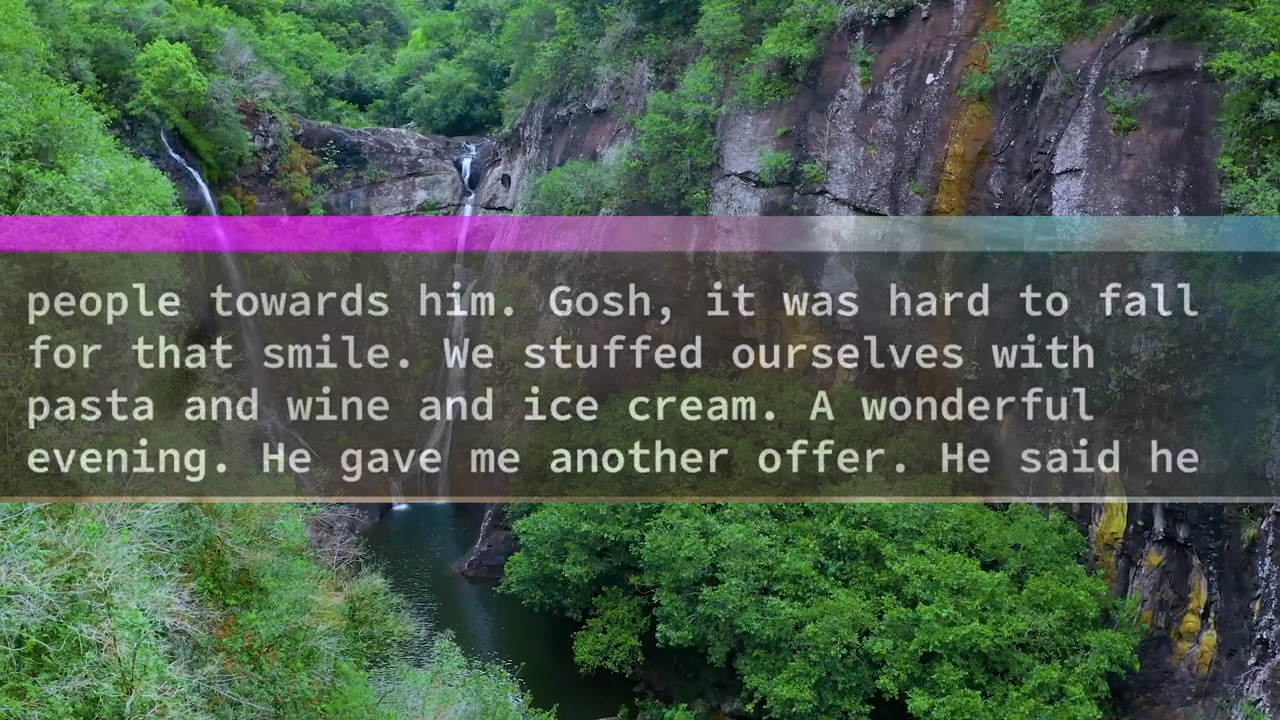 people towards him. Gosh, it was hard to fall
for that smile. We stuffed ourselves with
pasta and wine and ice cream. A wonderful
evening. He gave me another offer. He said he